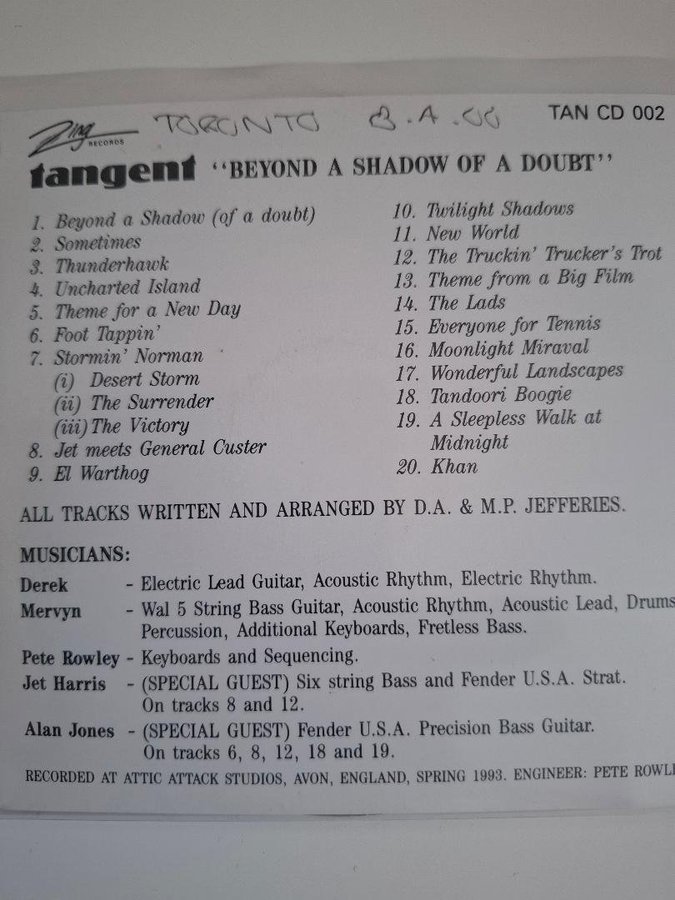 Zing RECORDS TORONTO 8.4.00 TAN CD 002
tangent "BEYOND A SHADOW OF A DOUBT"
1. Beyond a Shadow (of a doubt)
2. Sometimes
3. Thunderhawk
4. Uncharted Island
5. Theme for a New Day
6. Foot Tappin'
7. Stormin' Norman
(i) Desert Storm
(ii) The Surrender
(iii) The Victory
8. Jet meets General Custer
9. El Warthog
10. Twilight Shadows
11. New World
12. The Truckin' Trucker's Trot
13. Theme from a Big Film
14. The Lads
15. Everyone for Tennis
16. Moonlight Miraval
17. Wonderful Landscapes
18. Tandoori Boogie
19. A Sleepless Walk at
Midnight
20. Khan
ALL TRACKS WRITTEN AND ARRANGED BY D.A. & M.P. JEFFERIES.
MUSICIANS:
Derek - Electric Lead Guitar, Acoustic Rhythm, Electric Rhythm.
Mervyn - Wal 5 String Bass Guitar, Acoustic Rhythm, Acoustic Lead, Drums
Percussion, Additional Keyboards, Fretless Bass.
Pete Rowley - Keyboards and Sequencing.
Jet Harris - (SPECIAL GUEST) Six string Bass and Fender U.S.A. Strat.
On tracks 8 and 12.
Alan Jones - (SPECIAL GUEST) Fender U.S.A. Precision Bass Guitar.
On tracks 6, 8, 12, 18 and 19.
RECORDED AT ATTIC ATTACK STUDIOS, AVON, ENGLAND, SPRING 1993. ENGINEER: PETE ROWL